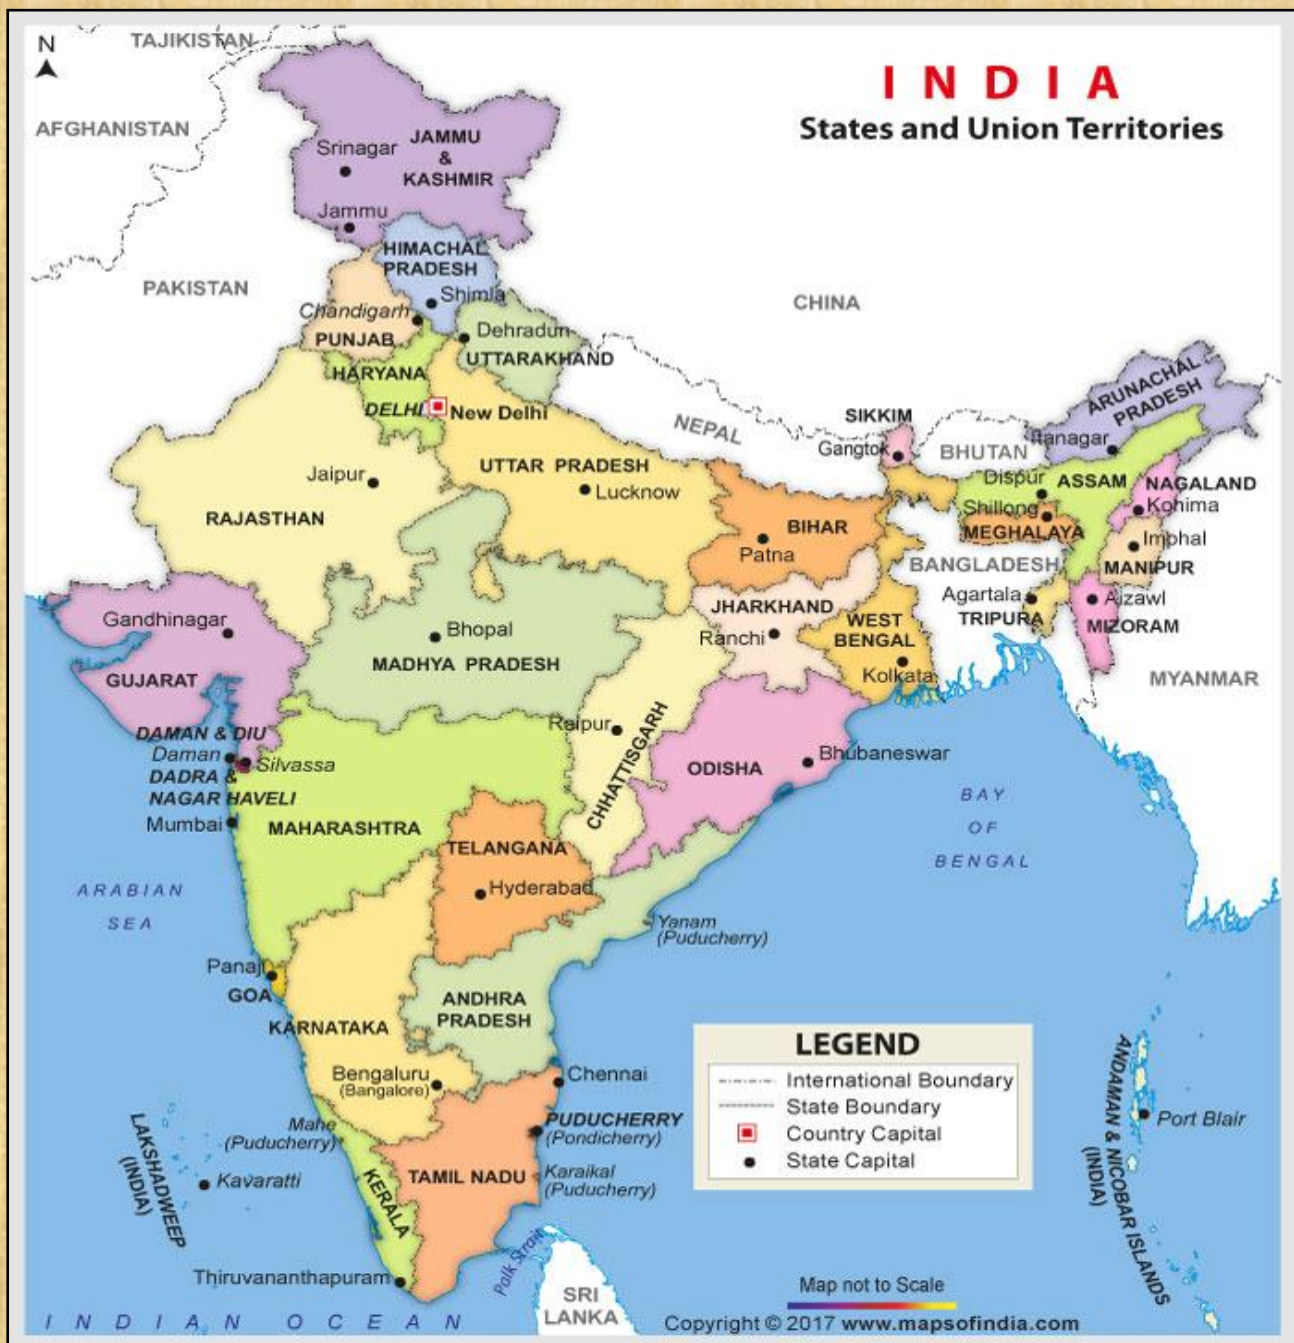 N
TAJIKISTAN
I N D I A
States and Union Territories
AFGHANISTAN
JAMMU
&
KASHMIR
Srinagar
Jammu
HIMACHAL
PRADESH
PAKISTAN
Shimla
CHINA
Chandigarh
PUNJAB
Dehradun
UTTARAKHAND
HARYANA
DELHI
New Delhi
NEPAL
SIKKIM
Gangtok
BHUTAN
ARUNACHAL
PRADESH
Itanagar
Dispur
ASSAM
NAGALAND
Kohima
Shillong
MEGHALAYA
Imphal
MANIPUR
Jaipur
UTTAR PRADESH
Lucknow
RAJASTHAN
BIHAR
Patna
BANGLADESH
Agartala
TRIPURA
Aizawl
MIZORAM
Gandhinagar
GUJARAT
Bhopal
MADHYA PRADESH
JHARKHAND
Ranchi
WEST
BENGAL
Kolkata
MYANMAR
DAMAN & DIU
Daman
Silvassa
DADRA &
NAGAR HAVELI
Mumbai
MAHARASHTRA
Raipur
CHHATTISGARH
ODISHA
Bhubaneswar
TELANGANA
Hyderabad
BAY
OF
BENGAL
ARABIAN
SEA
Yanam
(Puducherry)
Panaji
GOA
KARNATAKA
ANDHRA
PRADESH
Bengaluru
(Bangalore)
Chennai
LEGEND
International Boundary
State Boundary
Country Capital
State Capital
Mahe
(Puducherry)
PUDUCHERRY
(Pondicherry)
Karaikal
(Puducherry)
TAMIL NADU
KERALA
LAKSHADWEEP
(INDIA)
Kavaratti
ANDAMAN & NICOBAR ISLANDS
(INDIA)
Port Blair
Thiruvananthapuram
Palk Strait
SRI
LANKA
Map not to Scale
I N D I A N O C E A N
Copyright © 2017 www.mapsofindia.com